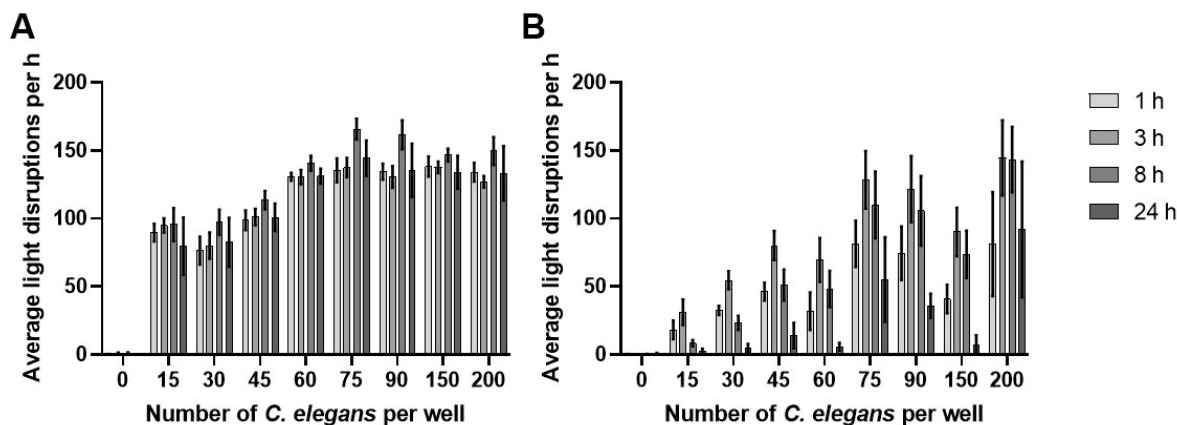 A
Average light disruptions per h
200
150
100
50
0
0 15 30 45 60 75 90 150 200
Number of C. elegans per well
B
Average light disruptions per h
200
150
100
50
0
0 15 30 45 60 75 90 150 200
Number of C. elegans per well
1 h
3 h
8 h
24 h